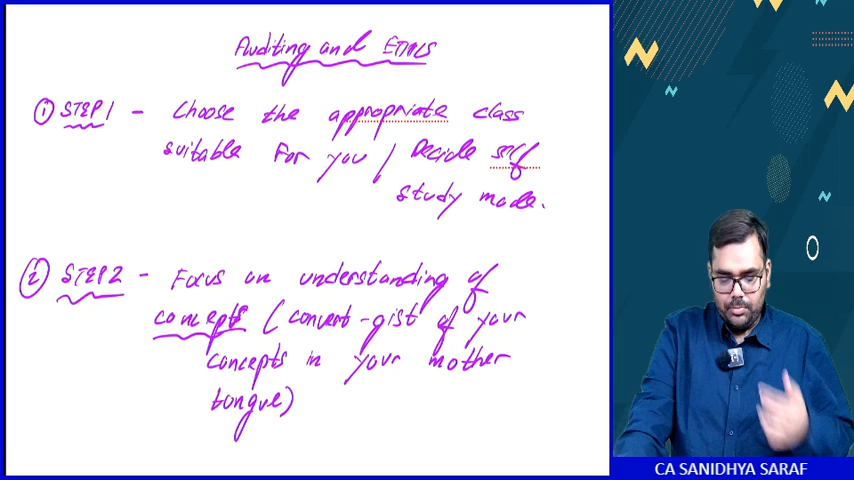 Auditing and ETHICS
① STEP 1 - Choose the appropriate class
suitable For you / Decide self
study mode.
② STEP 2 - Focus on understanding of
concepts (convert -gist of your
concepts in your mother
tongue)
CA SANIDHYA SARAF